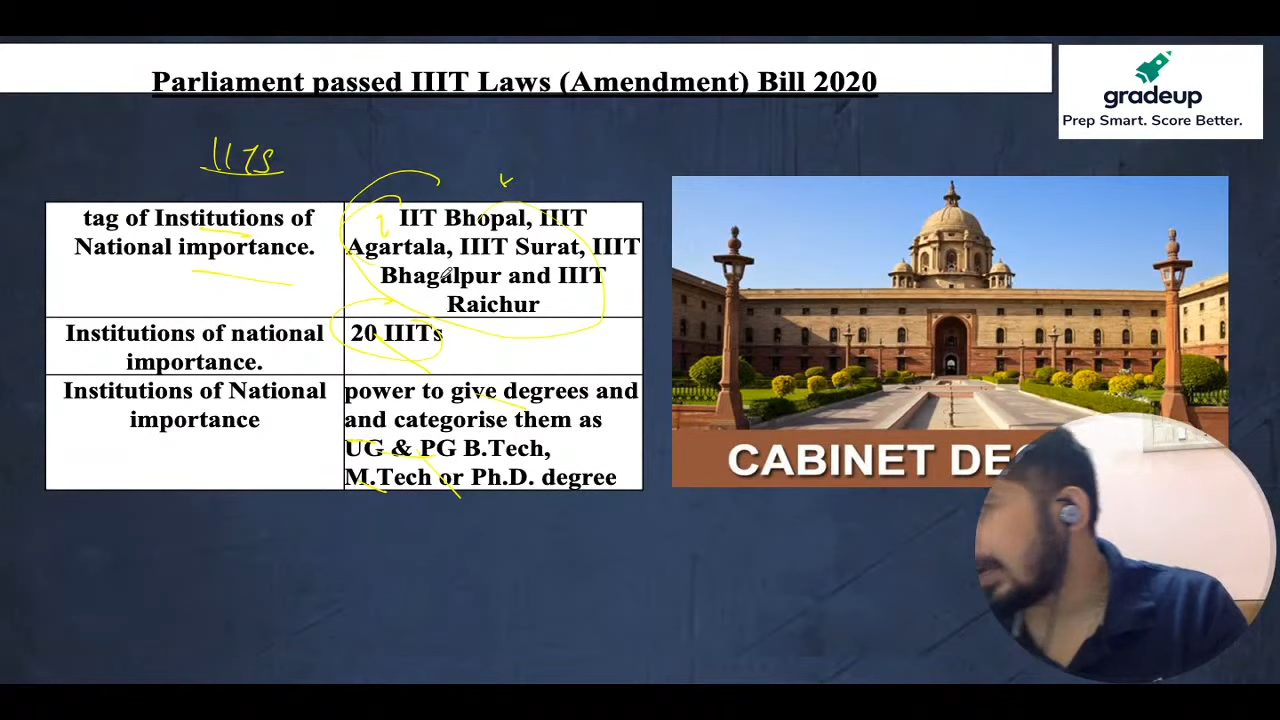 Parliament passed IIIT Laws (Amendment) Bill 2020
gradeup
Prep Smart. Score Better.
IITS
tag of Institutions of
National importance.
IIT Bhopal, IIIT
Agartala, IIIT Surat, IIIT
Bhagalpur and IIIT
Raichur
Institutions of national
importance.
20 IIITs
Institutions of National
importance
power to give degrees and
and categorise them as
UG & PG B.Tech,
M.Tech or Ph.D. degree
CABINET DE